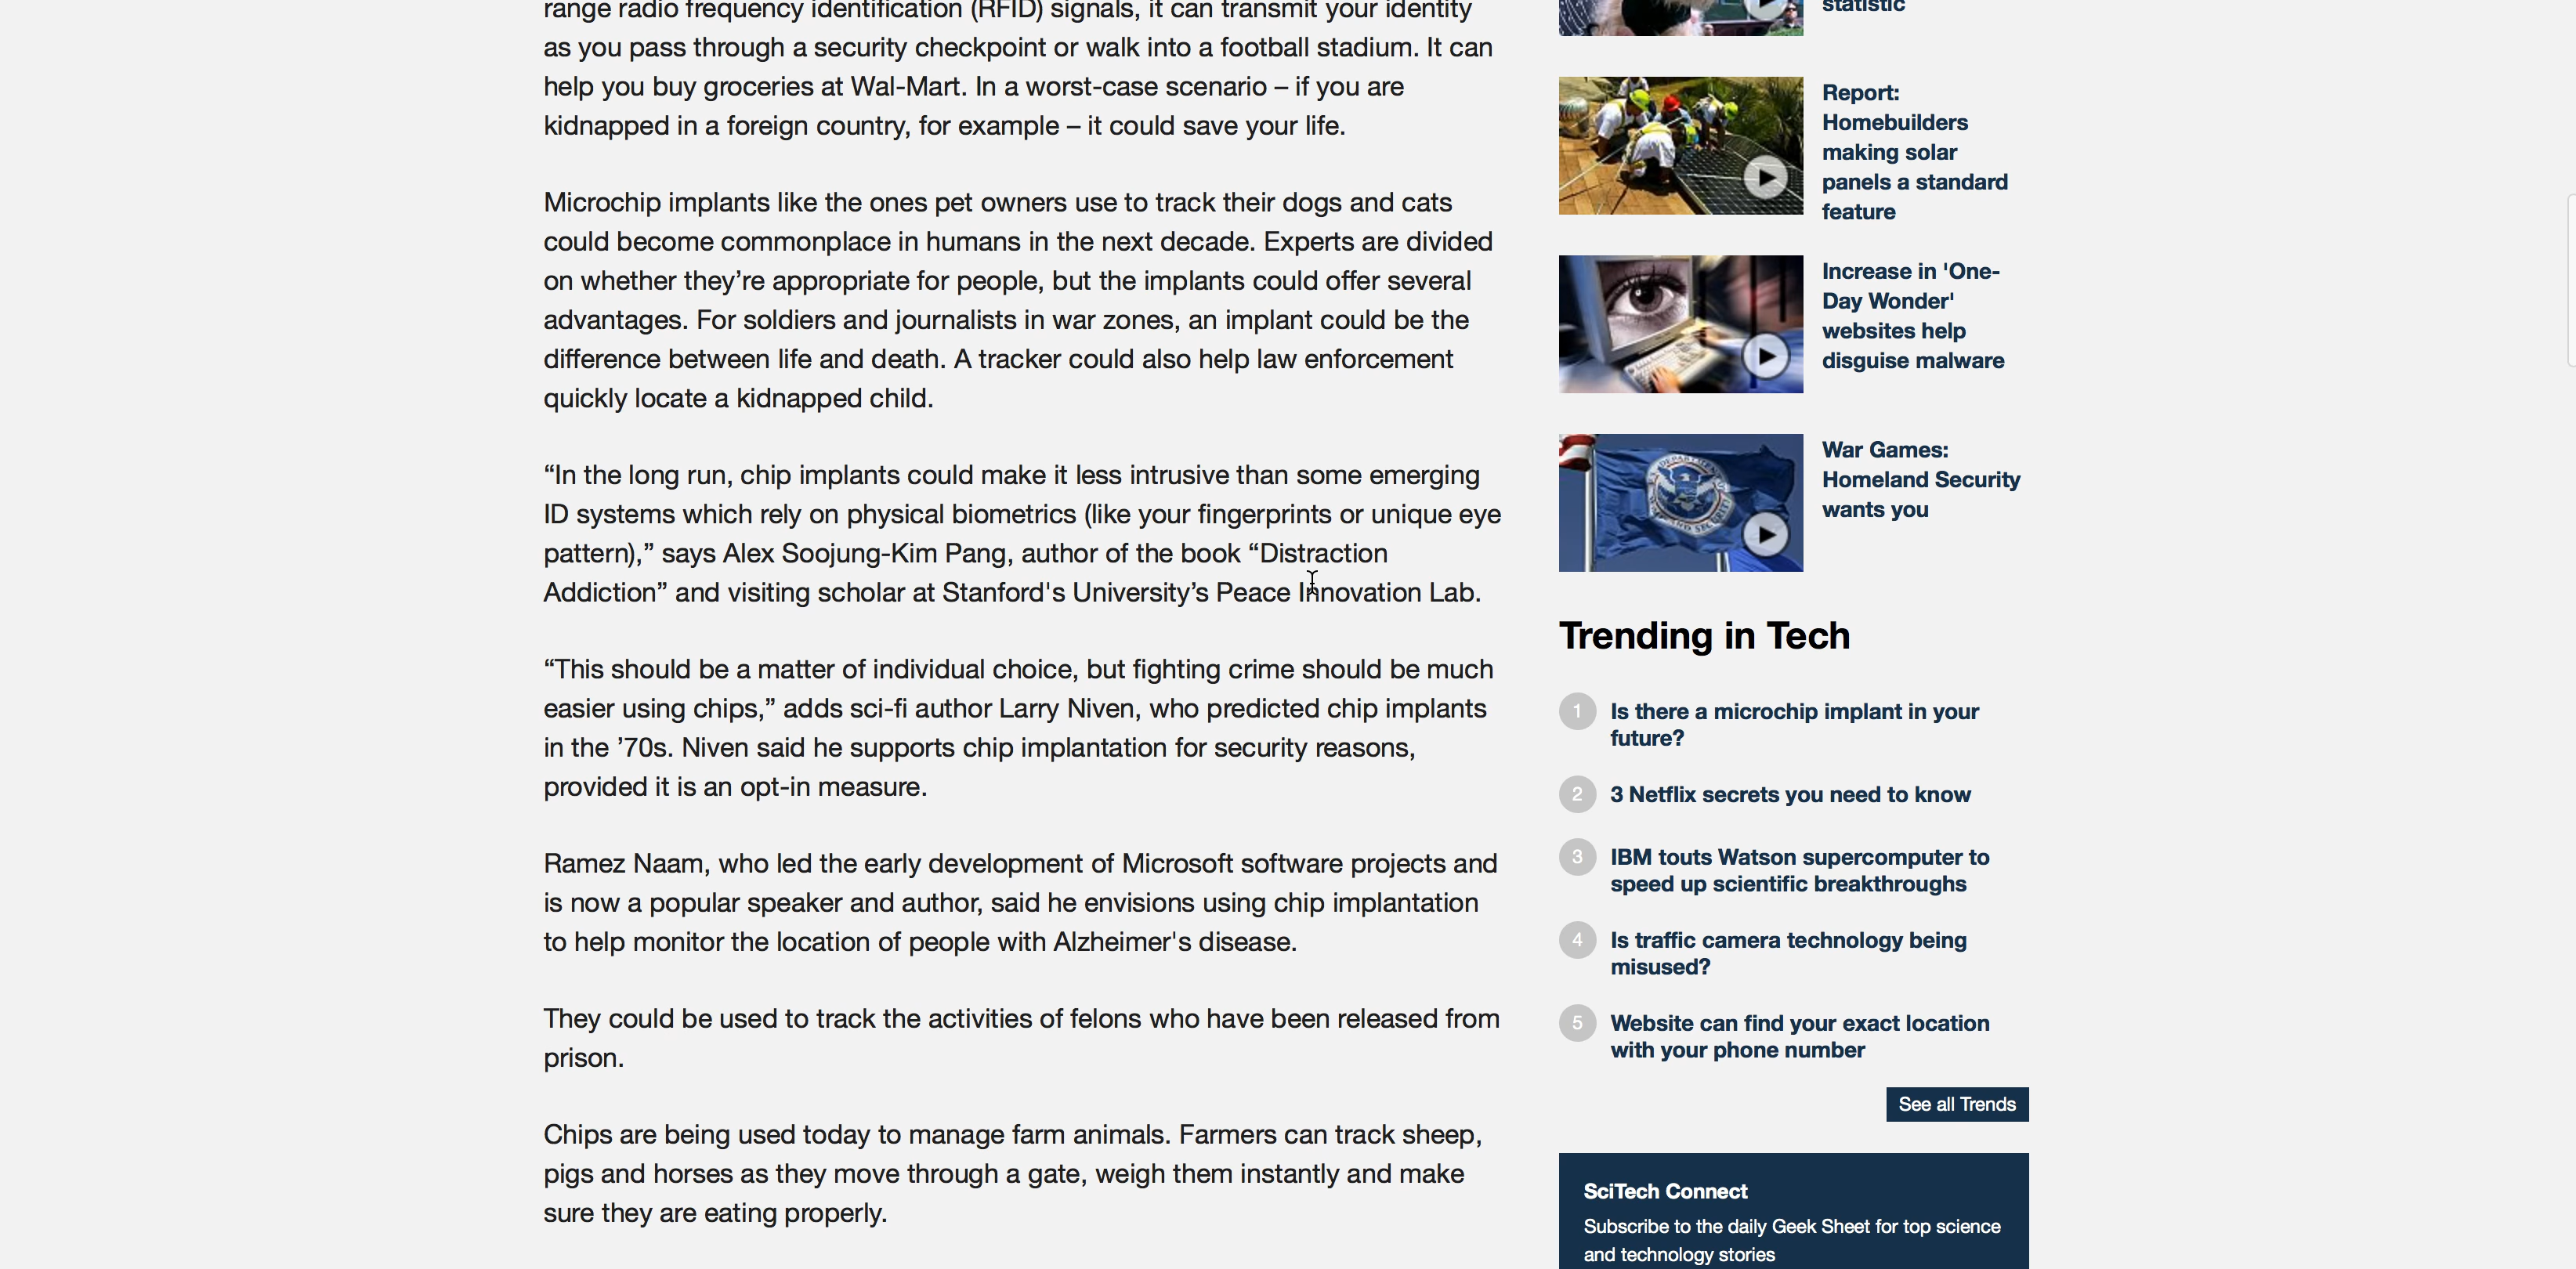 range radio frequency identification (RFID) signals, it can transmit your identity
as you pass through a security checkpoint or walk into a football stadium. It can
help you buy groceries at Wal-Mart. In a worst-case scenario – if you are
kidnapped in a foreign country, for example – it could save your life.
Microchip implants like the ones pet owners use to track their dogs and cats
could become commonplace in humans in the next decade. Experts are divided
on whether they’re appropriate for people, but the implants could offer several
advantages. For soldiers and journalists in war zones, an implant could be the
difference between life and death. A tracker could also help law enforcement
quickly locate a kidnapped child.
“In the long run, chip implants could make it less intrusive than some emerging
ID systems which rely on physical biometrics (like your fingerprints or unique eye
pattern),” says Alex Soojung-Kim Pang, author of the book “Distraction
Addiction” and visiting scholar at Stanford's University’s Peace Innovation Lab.
“This should be a matter of individual choice, but fighting crime should be much
easier using chips,” adds sci-fi author Larry Niven, who predicted chip implants
in the ’70s. Niven said he supports chip implantation for security reasons,
provided it is an opt-in measure.
Ramez Naam, who led the early development of Microsoft software projects and
is now a popular speaker and author, said he envisions using chip implantation
to help monitor the location of people with Alzheimer's disease.
They could be used to track the activities of felons who have been released from
prison.
Chips are being used today to manage farm animals. Farmers can track sheep,
pigs and horses as they move through a gate, weigh them instantly and make
sure they are eating properly.
statistic
Report:
Homebuilders
making solar
panels a standard
feature
Increase in 'One-
Day Wonder'
websites help
disguise malware
War Games:
Homeland Security
wants you
Trending in Tech
1 Is there a microchip implant in your
future?
2 3 Netflix secrets you need to know
3 IBM touts Watson supercomputer to
speed up scientific breakthroughs
4 Is traffic camera technology being
misused?
5 Website can find your exact location
with your phone number
See all Trends
SciTech Connect
Subscribe to the daily Geek Sheet for top science
and technology stories